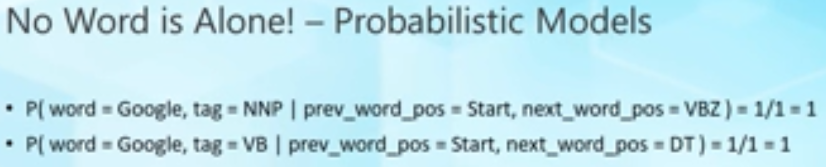 No Word is Alone! – Probabilistic Models
• P( word = Google, tag = NNP | prev_word_pos = Start, next_word_pos = VBZ ) = 1/1 = 1
• P( word = Google, tag = VB | prev_word_pos = Start, next_word_pos = DT ) = 1/1 = 1